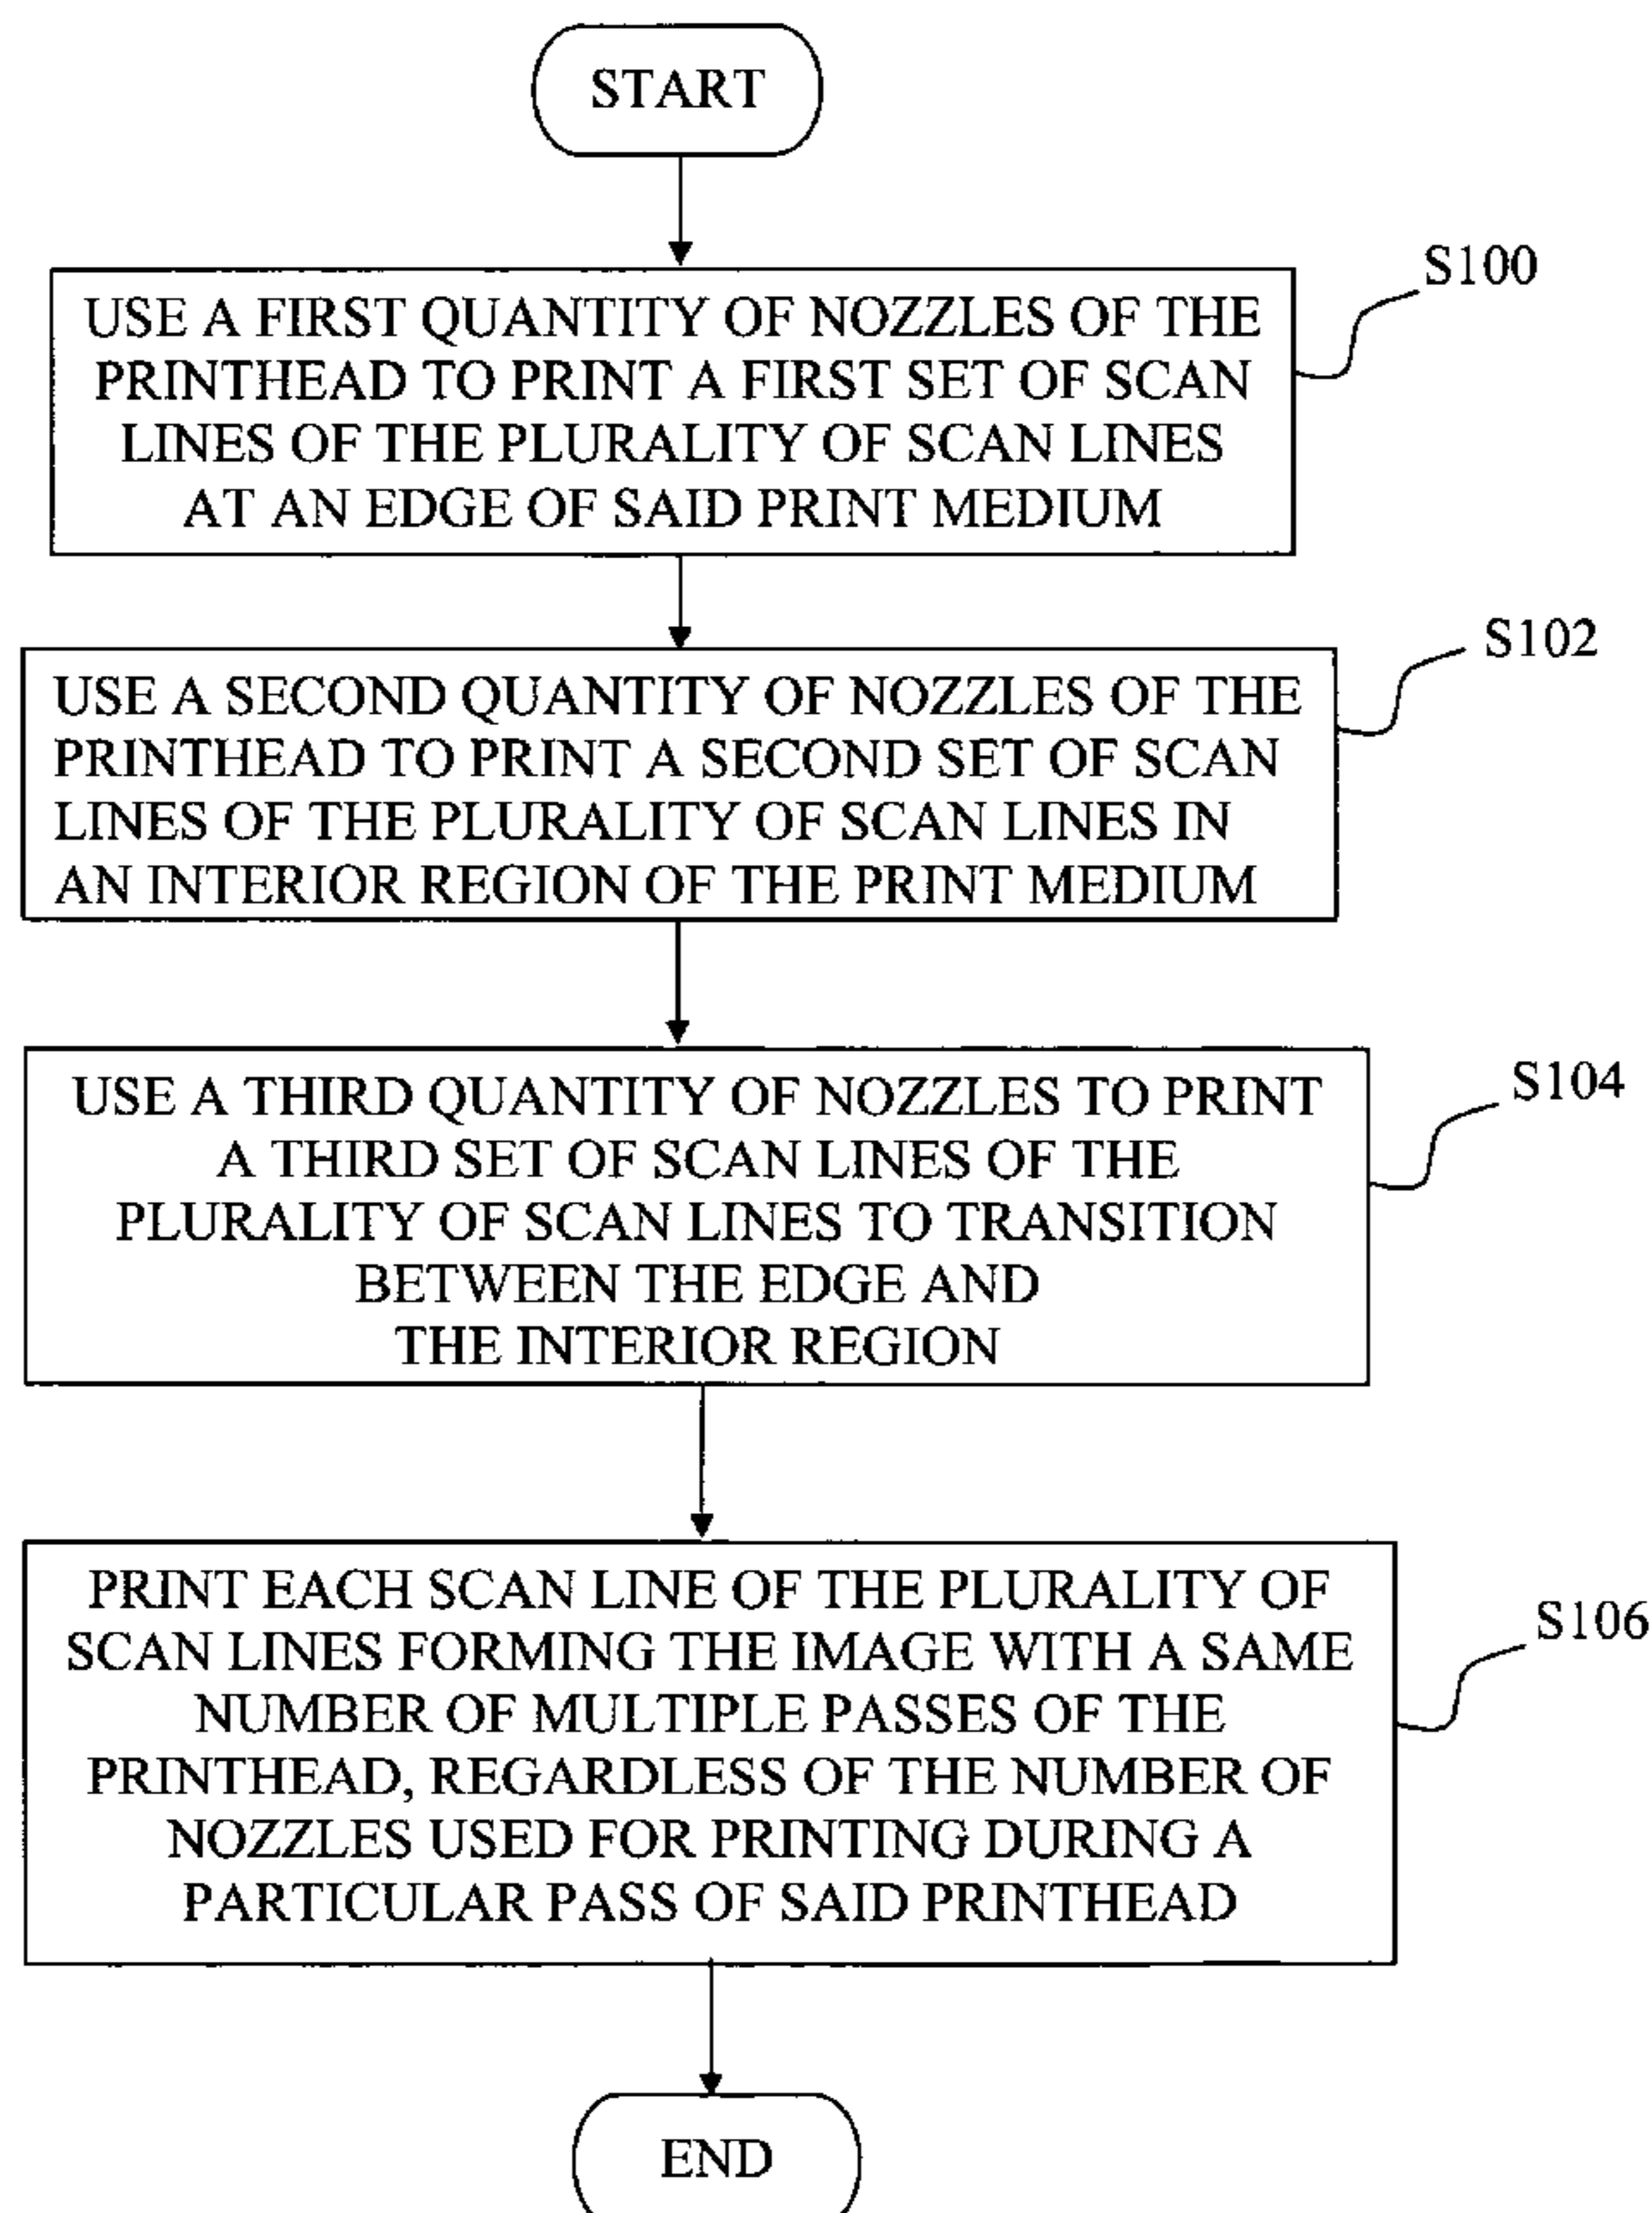 START
S100
USE A FIRST QUANTITY OF NOZZLES OF THE
PRINTHEAD TO PRINT A FIRST SET OF SCAN
LINES OF THE PLURALITY OF SCAN LINES
AT AN EDGE OF SAID PRINT MEDIUM
S102
USE A SECOND QUANTITY OF NOZZLES OF THE
PRINTHEAD TO PRINT A SECOND SET OF SCAN
LINES OF THE PLURALITY OF SCAN LINES IN
AN INTERIOR REGION OF THE PRINT MEDIUM
S104
USE A THIRD QUANTITY OF NOZZLES TO PRINT
A THIRD SET OF SCAN LINES OF THE
PLURALITY OF SCAN LINES TO TRANSITION
BETWEEN THE EDGE AND
THE INTERIOR REGION
S106
PRINT EACH SCAN LINE OF THE PLURALITY OF
SCAN LINES FORMING THE IMAGE WITH A SAME
NUMBER OF MULTIPLE PASSES OF THE
PRINTHEAD, REGARDLESS OF THE NUMBER OF
NOZZLES USED FOR PRINTING DURING A
PARTICULAR PASS OF SAID PRINTHEAD
END